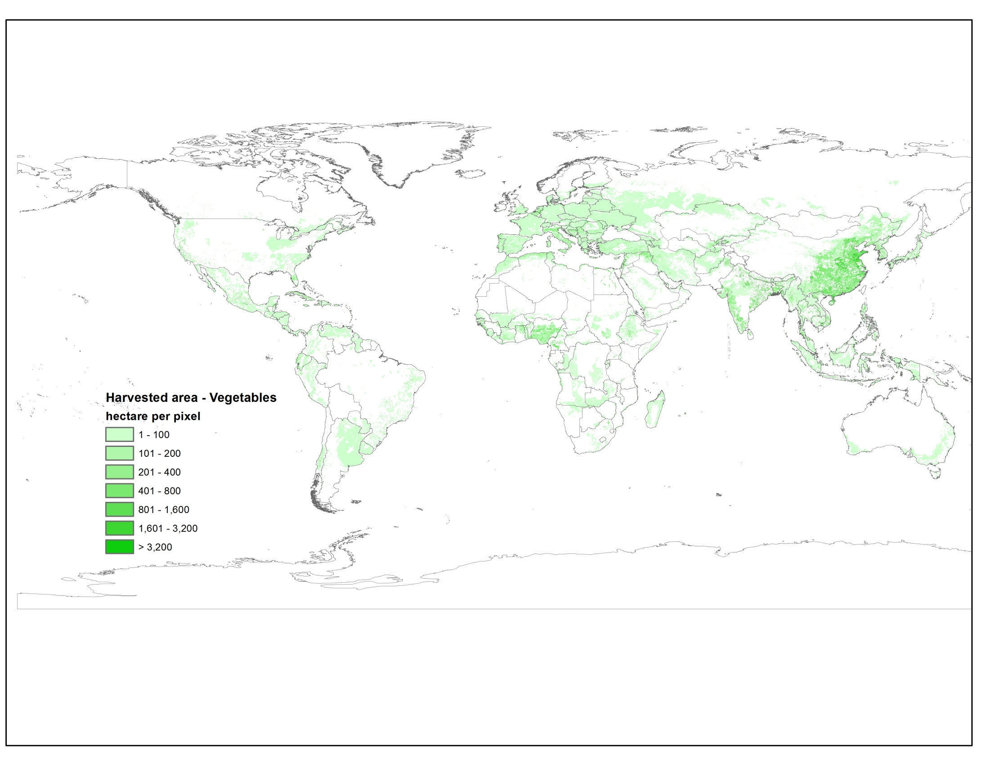 Harvested area - Vegetables
hectare per pixel
1 - 100
101 - 200
201 - 400
401 - 800
801 - 1,600
1,601 - 3,200
> 3,200